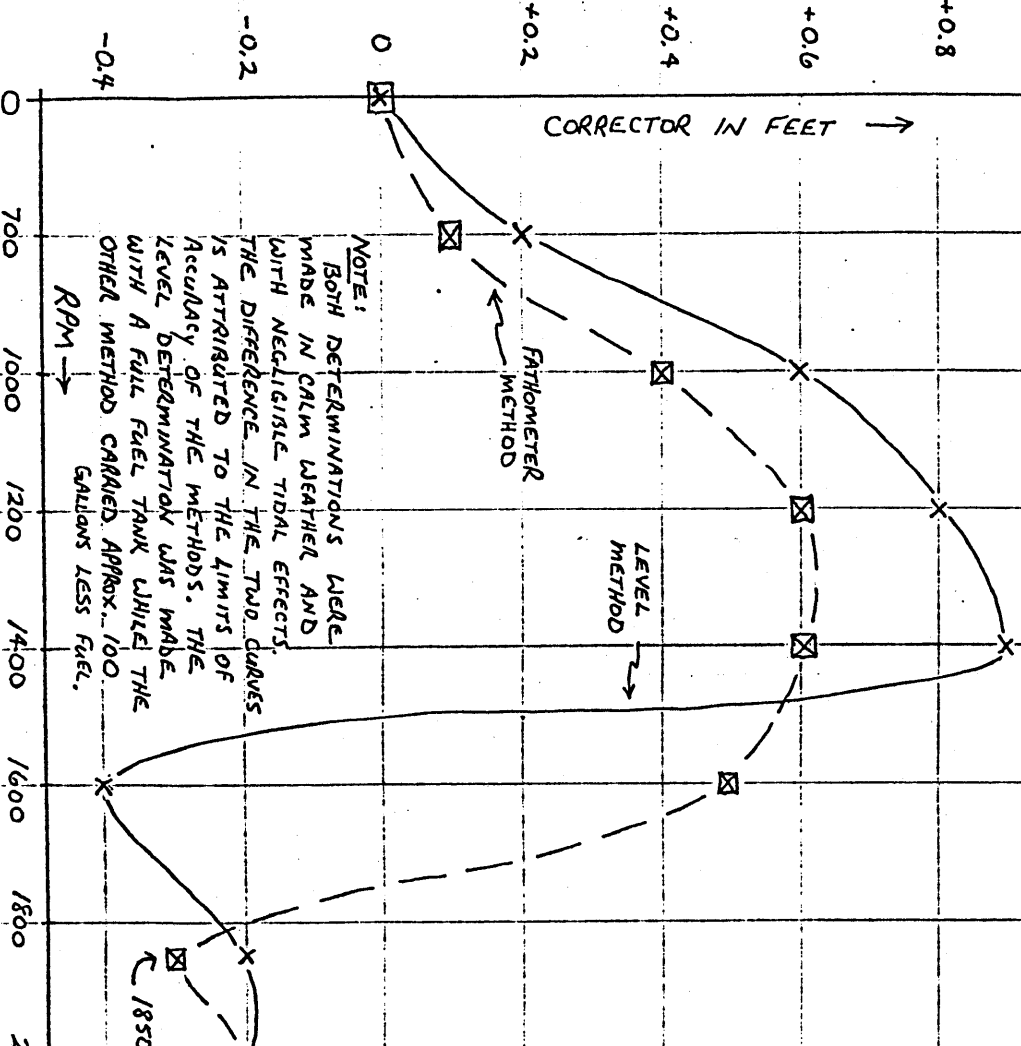 +0.8
+0.6
+0.4
+0.2
0
-0.2
-0.4
CORRECTOR IN FEET →
0
700
1000
1200
1400
1600
1800
RPM →
FATHOMETER
METHOD
LEVEL
METHOD
1850
NOTE:
BOTH DETERMINATIONS WERE
MADE IN CALM WEATHER AND
WITH NEGLIGIBLE TIDAL EFFECTS.
THE DIFFERENCE IN THE TWO CURVES
IS ATTRIBUTED TO THE LIMITS OF
ACCURACY OF THE METHODS. THE
LEVEL DETERMINATION WAS MADE
WITH A FULL FUEL TANK WHILE THE
OTHER METHOD CARRIED APPROX. 100
GALLONS LESS FUEL.